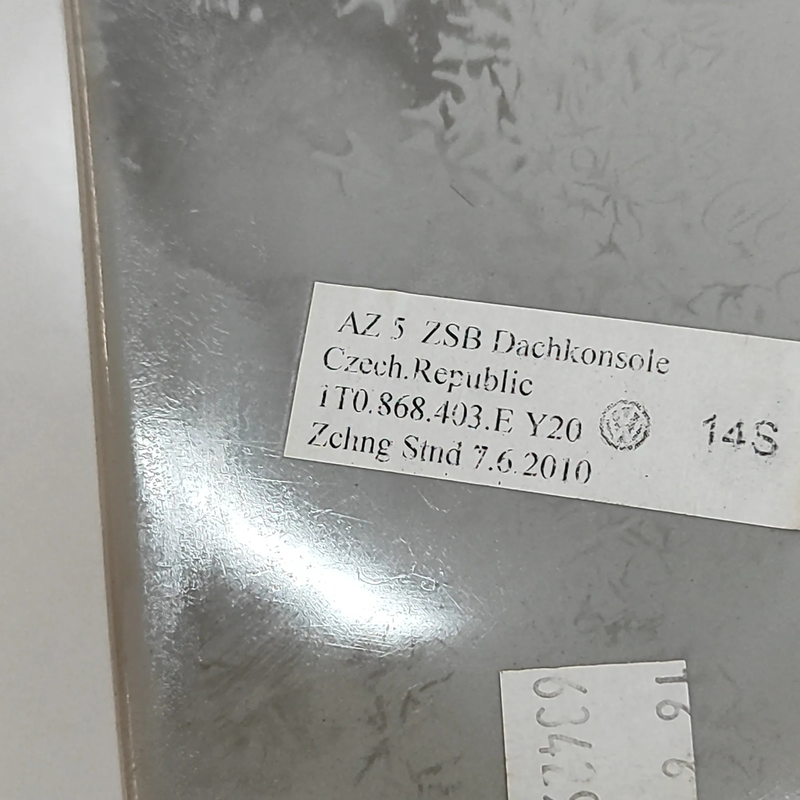 AZ 5 ZSB Dachkonsole
Czech.Republic
1T0.868.403.E Y20
Zchng Stnd 7.6.2010
14S